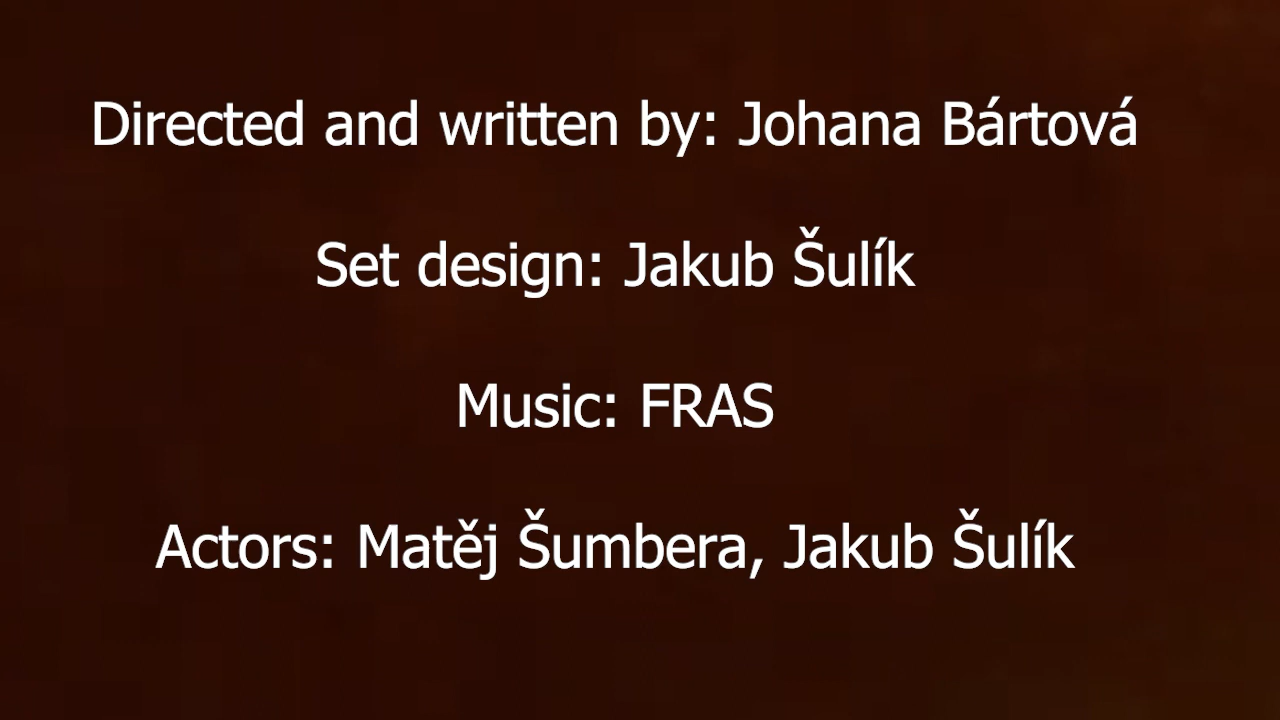 Directed and written by: Johana Bártová
Set design: Jakub Šulík
Music: FRAS
Actors: Matěj Šumbera, Jakub Šulík